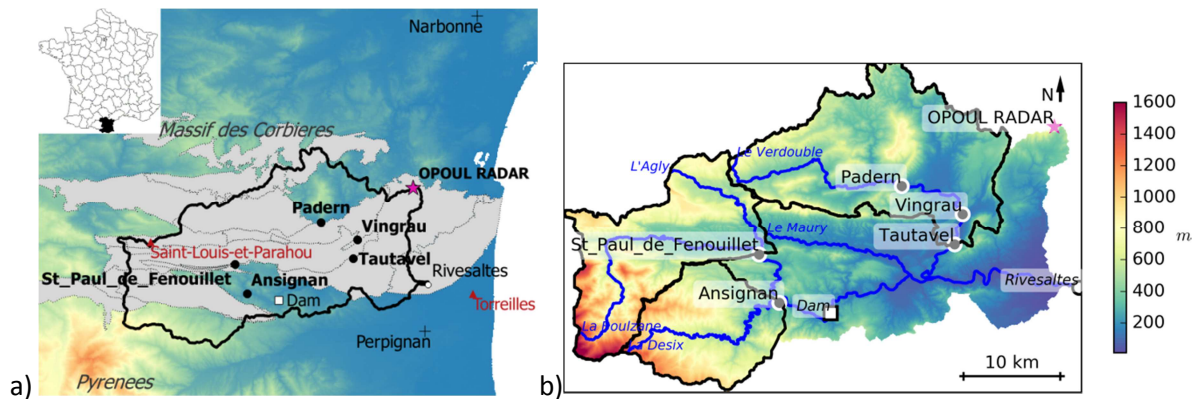 Narbonne
Massif des Corbieres
OPOUL RADAR
Padern
Vingrau
Saint-Louis-et-Parahou
Tautavel
St_Paul_de_Fenouillet
Ansignan
Rivesaltes
Dam
Torreilles
Perpignan
Pyrenees
a)
N
OPOUL RADAR
Le Verdouble
L'Agly
Padern
Vingrau
Le Maury
Tautavel
St_Paul_de_Fenouillet
Rivesaltes
Ansignan
Dam
La Boulzane
Desix
10 km
b)
1600
1400
1200
1000
800
m
600
400
200